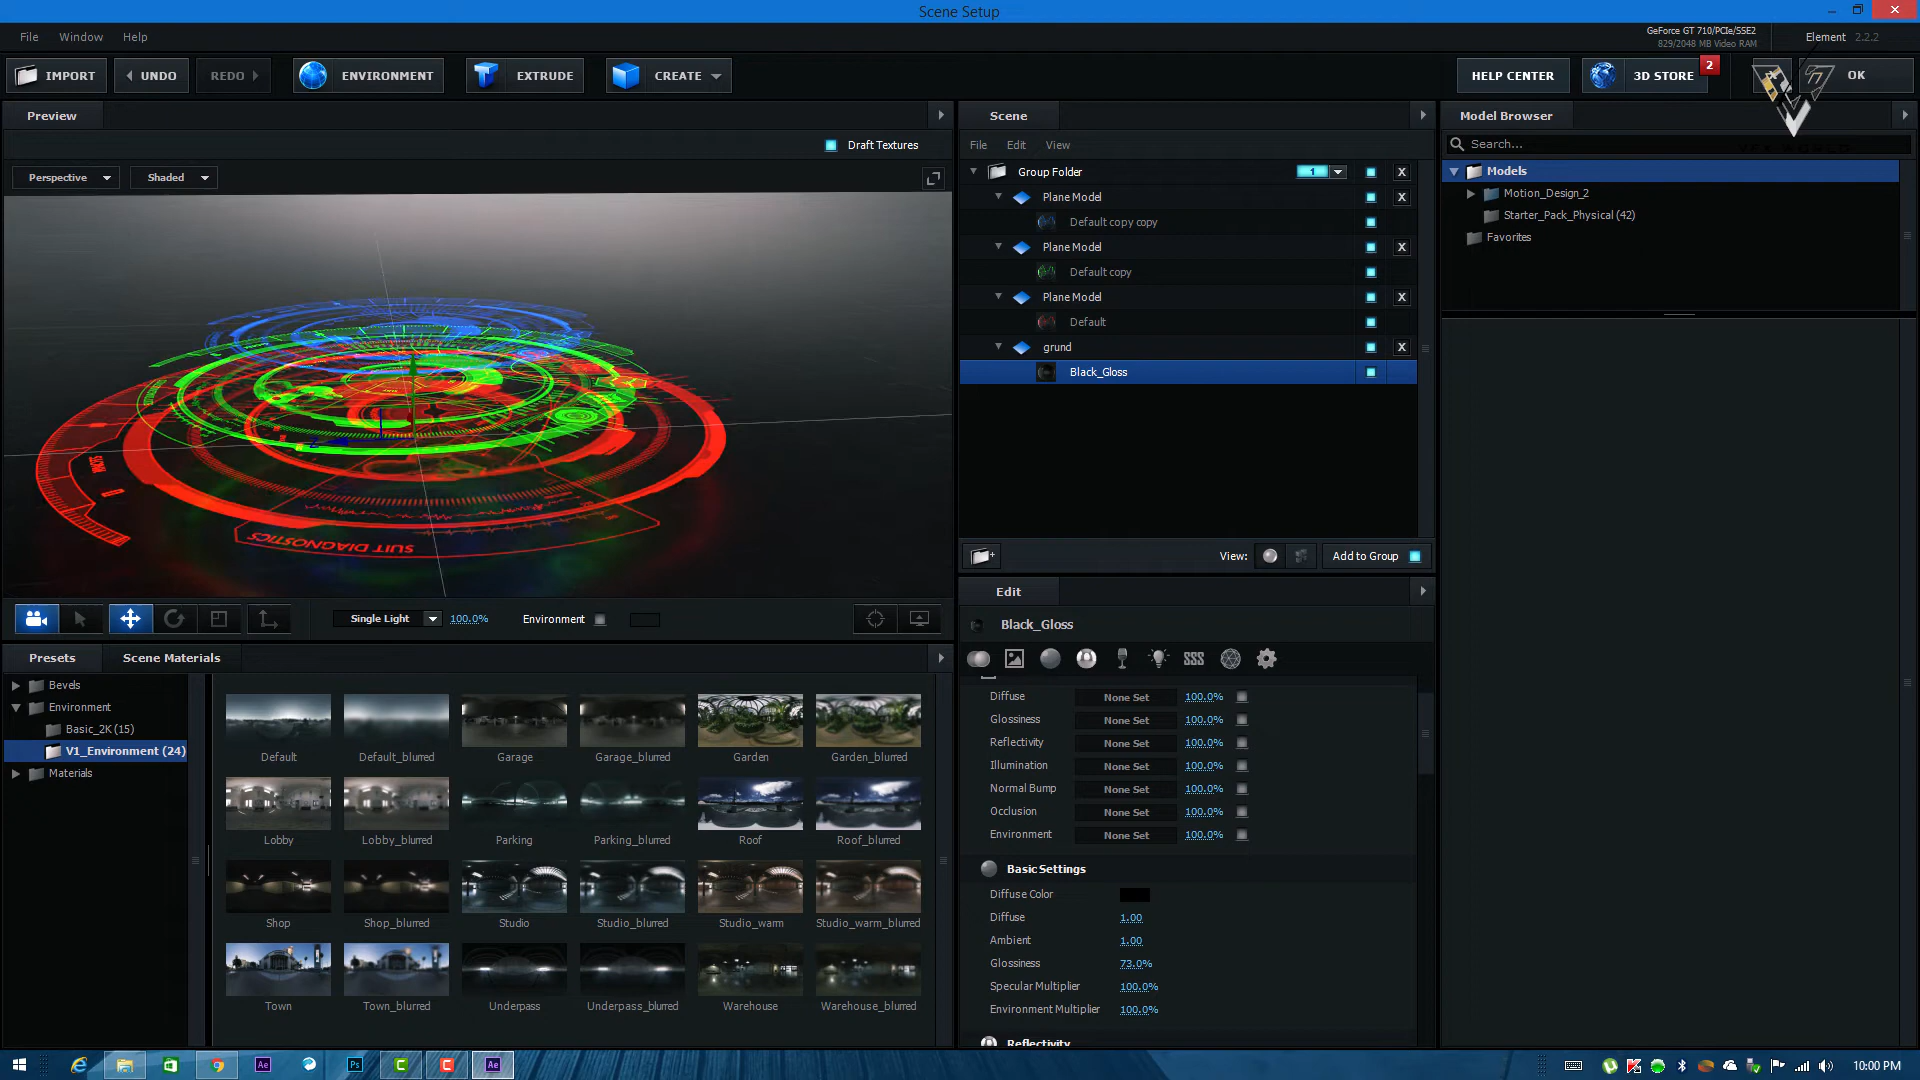 Scene Setup
File Window Help
GeForce GT 710/PCIe/SSE2
829/2048 MB Video RAM
Element 2.2.2
IMPORT UNDO REDO ENVIRONMENT EXTRUDE CREATE HELP CENTER 3D STORE 2 OK
Preview
Draft Textures
Perspective Shaded
SUIT DIAGNOSTICS
Single Light 100.0% Environment
Scene
File Edit View
Group Folder 1 X
Plane Model X
Default copy copy
Plane Model X
Default copy
Plane Model X
Default
grund X
Black_Gloss
View: Add to Group
Model Browser
Search...
Models
Motion_Design_2
Starter_Pack_Physical (42)
Favorites
Presets Scene Materials
Bevels
Environment
Basic_2K (15)
V1_Environment (24)
Materials
Default Default_blurred Garage Garage_blurred Garden Garden_blurred
Lobby Lobby_blurred Parking Parking_blurred Roof Roof_blurred
Shop Shop_blurred Studio Studio_blurred Studio_warm Studio_warm_blurred
Town Town_blurred Underpass Underpass_blurred Warehouse Warehouse_blurred
Edit
Black_Gloss
Diffuse None Set 100.0%
Glossiness None Set 100.0%
Reflectivity None Set 100.0%
Illumination None Set 100.0%
Normal Bump None Set 100.0%
Occlusion None Set 100.0%
Environment None Set 100.0%
Basic Settings
Diffuse Color
Diffuse 1.00
Ambient 1.00
Glossiness 73.0%
Specular Multiplier 100.0%
Environment Multiplier 100.0%
Reflectivity
Ae Ps C C Ae
10:00 PM